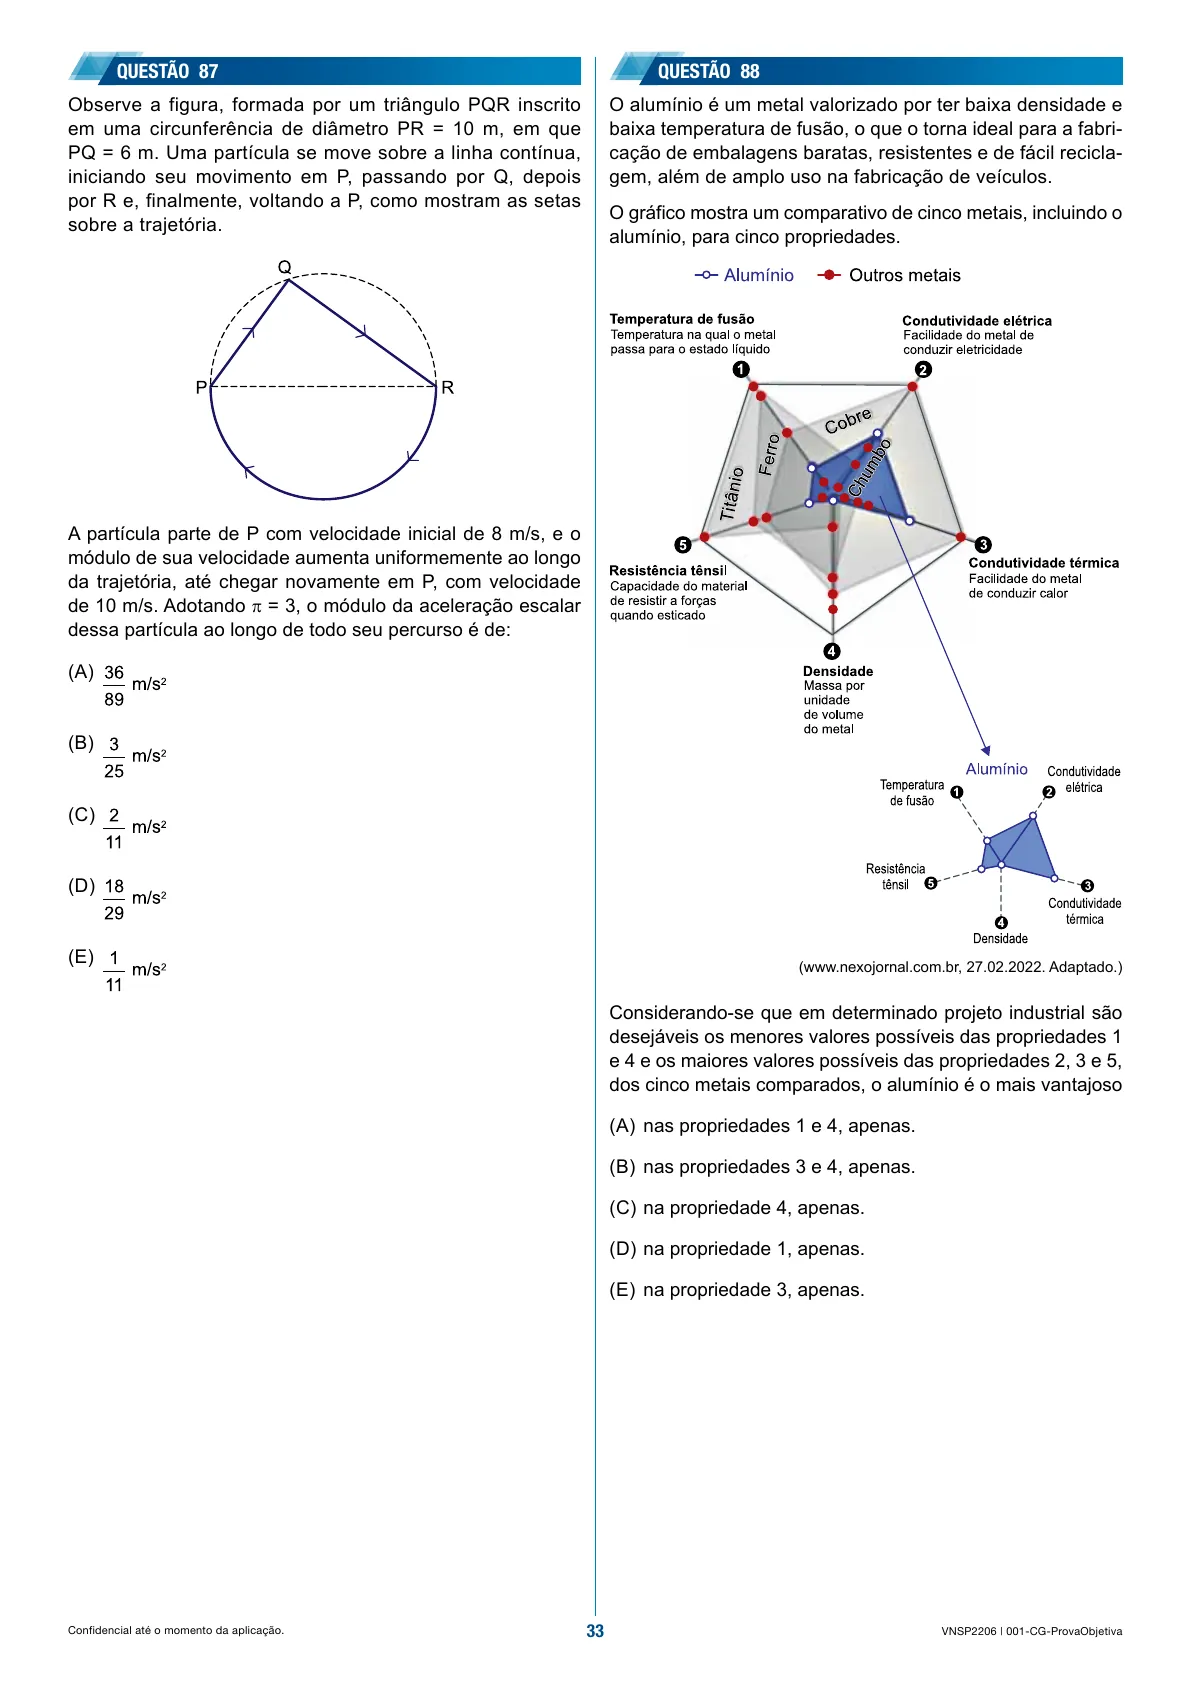 QUESTÃO 87
Observe a figura, formada por um triângulo PQR inscrito
em uma circunferência de diâmetro PR = 10 m, em que
PQ = 6 m. Uma partícula se move sobre a linha contínua,
iniciando seu movimento em P, passando por Q, depois
por R e, finalmente, voltando a P, como mostram as setas
sobre a trajetória.
Q
P
R
A partícula parte de P com velocidade inicial de 8 m/s, e o
módulo de sua velocidade aumenta uniformemente ao longo
da trajetória, até chegar novamente em P, com velocidade
de 10 m/s. Adotando π = 3, o módulo da aceleração escalar
dessa partícula ao longo de todo seu percurso é de:
(A) 36/89 m/s²
(B) 3/25 m/s²
(C) 2/11 m/s²
(D) 18/29 m/s²
(E) 1/11 m/s²
QUESTÃO 88
O alumínio é um metal valorizado por ter baixa densidade e
baixa temperatura de fusão, o que o torna ideal para a fabri-
cação de embalagens baratas, resistentes e de fácil recicla-
gem, além de amplo uso na fabricação de veículos.
O gráfico mostra um comparativo de cinco metais, incluindo o
alumínio, para cinco propriedades.
Alumínio Outros metais
Temperatura de fusão
Temperatura na qual o metal
passa para o estado líquido
1
Condutividade elétrica
Facilidade do metal de
conduzir eletricidade
2
Cobre
Ferro
Chumbo
Titânio
5
Resistência tênsil
Capacidade do material
de resistir a forças
quando esticado
3
Condutividade térmica
Facilidade do metal
de conduzir calor
4
Densidade
Massa por
unidade
de volume
do metal
Alumínio
Temperatura
de fusão
1
Condutividade
elétrica
2
Resistência
tênsil
5
3
Condutividade
térmica
4
Densidade
(www.nexojornal.com.br, 27.02.2022. Adaptado.)
Considerando-se que em determinado projeto industrial são
desejáveis os menores valores possíveis das propriedades 1
e 4 e os maiores valores possíveis das propriedades 2, 3 e 5,
dos cinco metais comparados, o alumínio é o mais vantajoso
(A) nas propriedades 1 e 4, apenas.
(B) nas propriedades 3 e 4, apenas.
(C) na propriedade 4, apenas.
(D) na propriedade 1, apenas.
(E) na propriedade 3, apenas.
Confidencial até o momento da aplicação.
33
VNSP2206 | 001-CG-ProvaObjetiva